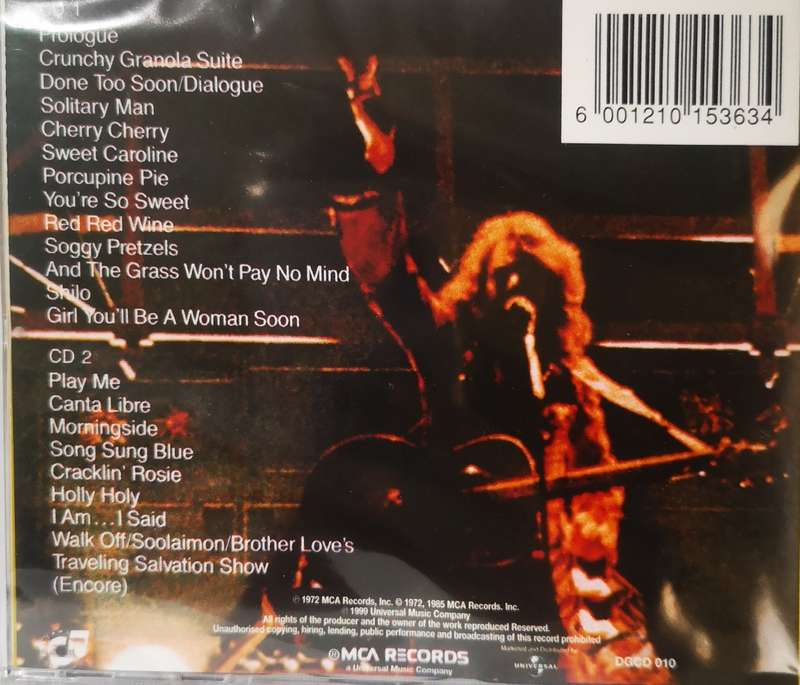 1
Prologue
Crunchy Granola Suite
Done Too Soon/Dialogue
Solitary Man
Cherry Cherry
Sweet Caroline
Porcupine Pie
You're So Sweet
Red Red Wine
Soggy Pretzels
And The Grass Won't Pay No Mind
Shilo
Girl You'll Be A Woman Soon
CD 2
Play Me
Canta Libre
Morningside
Song Sung Blue
Cracklin' Rosie
Holly Holy
I Am...I Said
Walk Off/Soolaimon/Brother Love's
Traveling Salvation Show
(Encore)
6 001210 153634
℗ 1972 MCA Records, Inc. © 1972, 1985 MCA Records. Inc.
℗ 1999 Universal Music Company
All rights of the producer and the owner of the work reproduced Reserved.
Unauthorised copying, hiring, lending, public performance and broadcasting of this record prohibited
®MCA RECORDS
a Universal Music Company
Marketed and Distributed by
UNIVERSAL
DGCD 010